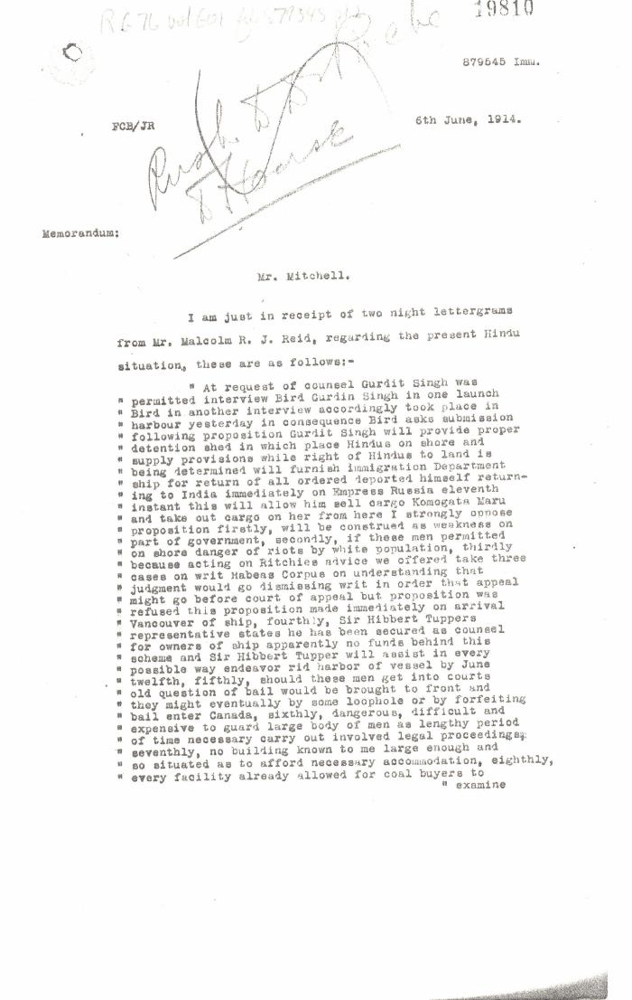 RG 76 vol 601 file 879545 pt
19810
879545 Imm.
FCB/JR
6th June, 1914.
Memorandum:
Mr. Mitchell.
I am just in receipt of two night lettergrams
from Mr. Malcolm R. J. Reid, regarding the present Hindu
situation, these are as follows:-
" At request of counsel Gurdit Singh was
" permitted interview Bird Gurdin Singh in one launch
" Bird in another interview accordingly took place in
" harbour yesterday in consequence Bird asks submission
" following proposition Gurdit Singh will provide proper
" detention shed in which place Hindus on shore and
" supply provisions while right of Hindus to land is
" being determined will furnish immigration Department
" ship for return of all ordered deported himself return-
" ing to India immediately on Empress Russia eleventh
" instant this will allow him sell cargo Komogata Maru
" and take out cargo on her from here I strongly oppose
" proposition firstly, will be construed as weakness on
" part of government, secondly, if these men permitted
" on shore danger of riots by white population, thirdly
" because acting on Ritchies advice we offered take three
" cases on writ Habeas Corpus on understanding that
" judgment would go dismissing writ in order that appeal
" might go before court of appeal but proposition was
" refused this proposition made immediately on arrival
" Vancouver of ship, fourthly, Sir Hibbert Tuppers
" representative states he has been secured as counsel
" for owners of ship apparently no funds behind this
" scheme and Sir Hibbert Tupper will assist in every
" possible way endeavor rid harbor of vessel by June
" twelfth, fifthly, should these men get into courts
" old question of bail would be brought to front and
" they might eventually by some loophole or by forfeiting
" bail enter Canada, sixthly, dangerous, difficult and
" expensive to guard large body of men as lengthy period
" of time necessary carry out involved legal proceedings;
" seventhly, no building known to me large enough and
" so situated as to afford necessary accommodation, eighthly,
" every facility already allowed for coal buyers to
" examine